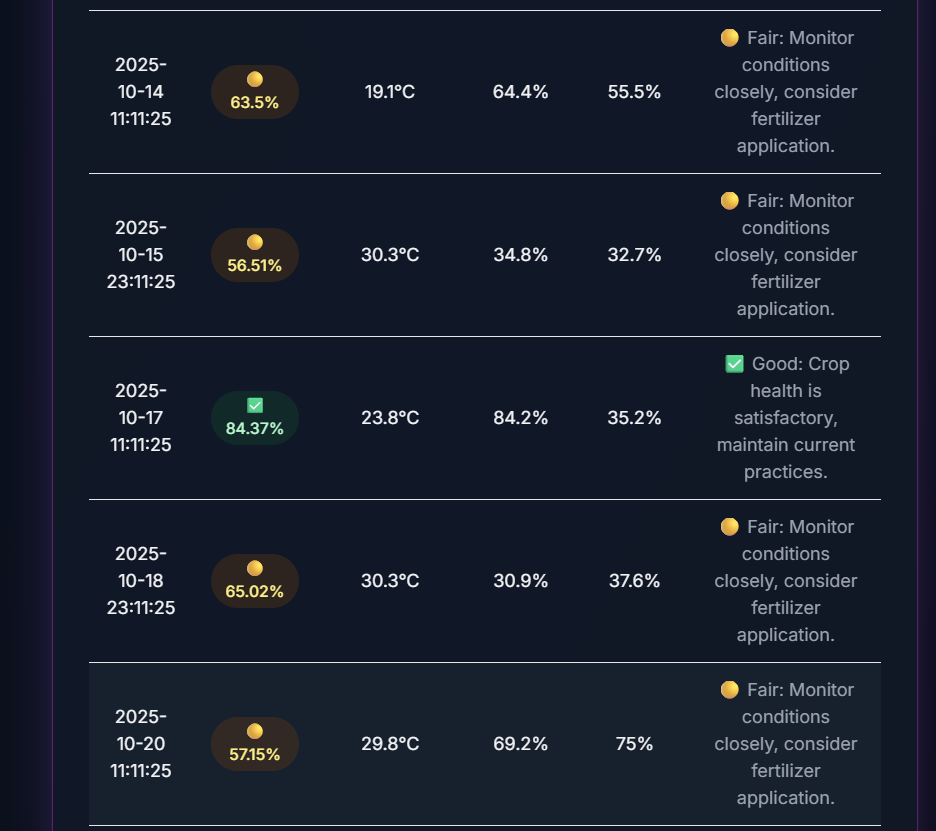 🟡 Fair: Monitor
conditions
closely, consider
fertilizer
application.
2025-
10-14
11:11:25
🟡
63.5%
19.1°C
64.4%
55.5%
🟡 Fair: Monitor
conditions
closely, consider
fertilizer
application.
2025-
10-15
23:11:25
🟡
56.51%
30.3°C
34.8%
32.7%
✅ Good: Crop
health is
satisfactory,
maintain current
practices.
2025-
10-17
11:11:25
✅
84.37%
23.8°C
84.2%
35.2%
🟡 Fair: Monitor
conditions
closely, consider
fertilizer
application.
2025-
10-18
23:11:25
🟡
65.02%
30.3°C
30.9%
37.6%
🟡 Fair: Monitor
conditions
closely, consider
fertilizer
application.
2025-
10-20
11:11:25
🟡
57.15%
29.8°C
69.2%
75%